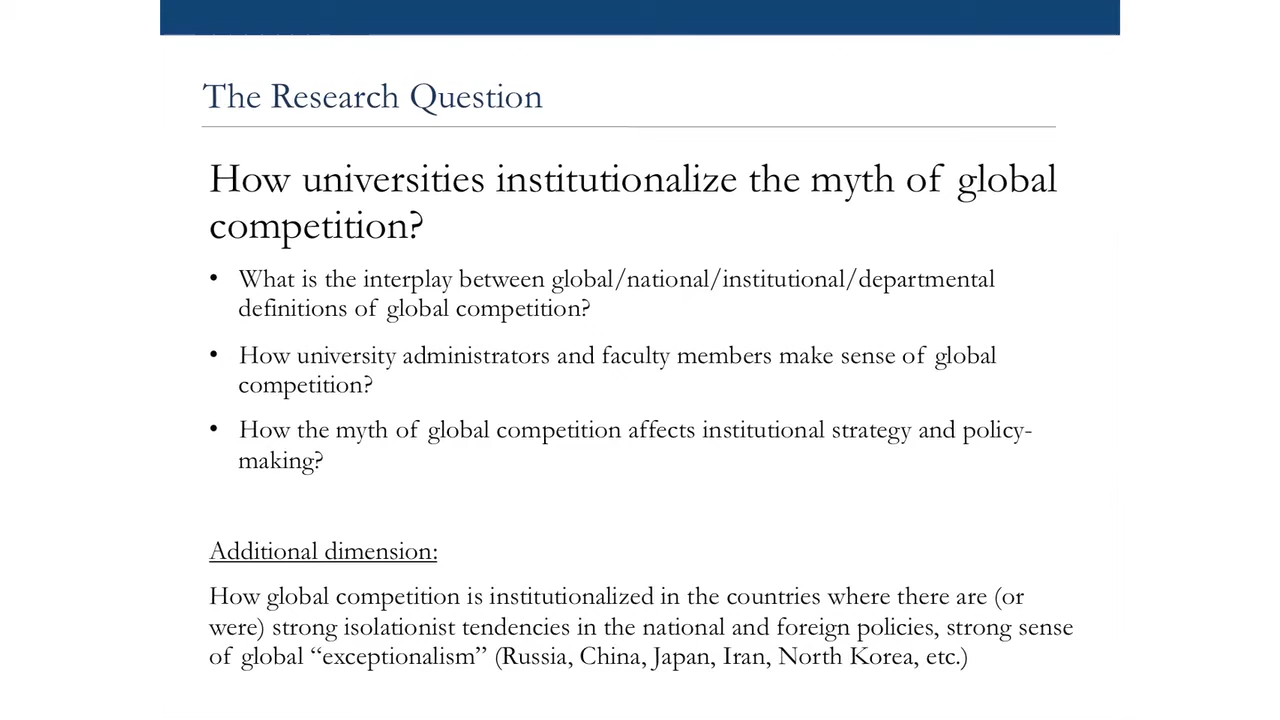 The Research Question
How universities institutionalize the myth of global
competition?
• What is the interplay between global/national/institutional/departmental
definitions of global competition?
• How university administrators and faculty members make sense of global
competition?
• How the myth of global competition affects institutional strategy and policy-
making?
Additional dimension:
How global competition is institutionalized in the countries where there are (or
were) strong isolationist tendencies in the national and foreign policies, strong sense
of global “exceptionalism” (Russia, China, Japan, Iran, North Korea, etc.)